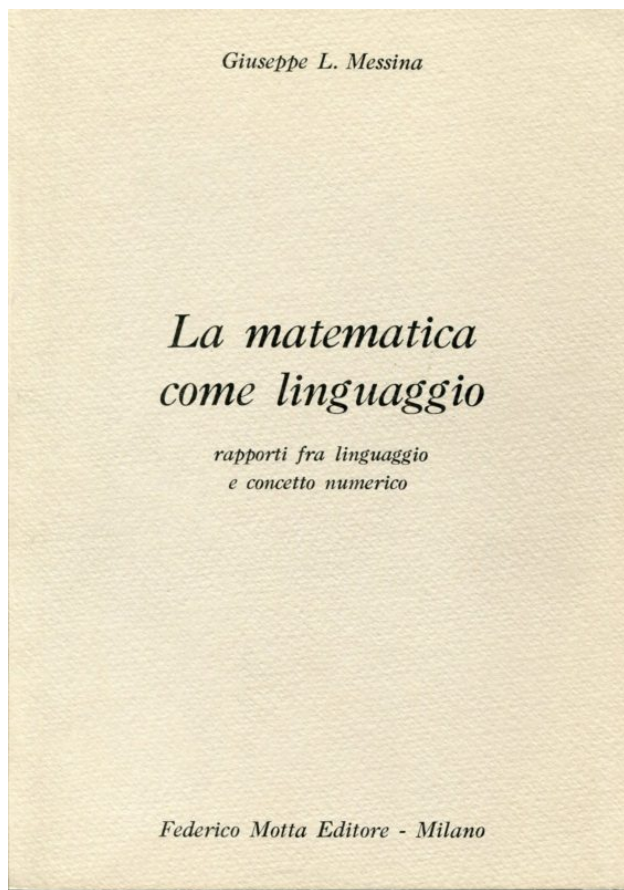 Giuseppe L. Messina
La matematica
come linguaggio
rapporti fra linguaggio
e concetto numerico
Federico Motta Editore - Milano